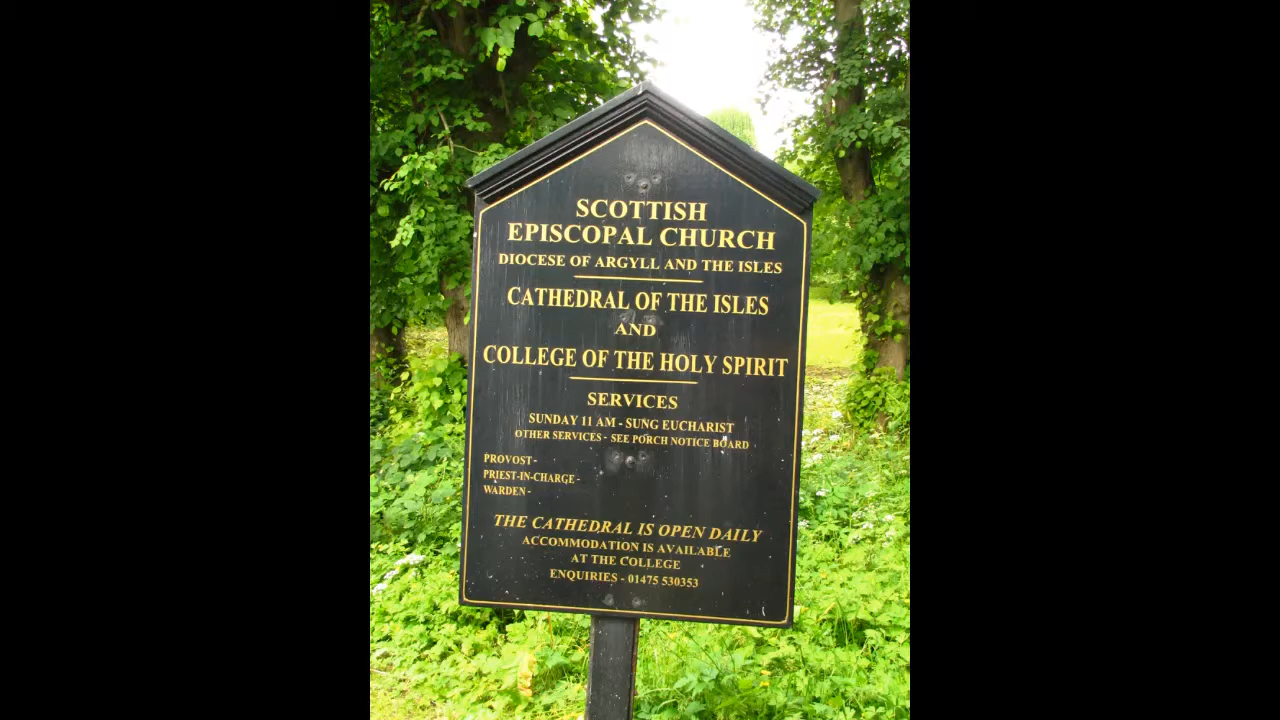 SCOTTISH
EPISCOPAL CHURCH
DIOCESE OF ARGYLL AND THE ISLES
CATHEDRAL OF THE ISLES
AND
COLLEGE OF THE HOLY SPIRIT
SERVICES
SUNDAY 11 AM - SUNG EUCHARIST
OTHER SERVICES - SEE PORCH NOTICE BOARD
PROVOST -
PRIEST-IN-CHARGE -
WARDEN -
THE CATHEDRAL IS OPEN DAILY
ACCOMMODATION IS AVAILABLE
AT THE COLLEGE
ENQUIRIES - 01475 530353